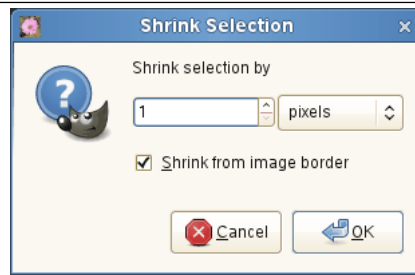 Shrink Selection
Shrink selection by
1 pixels
Shrink from image border
Cancel OK